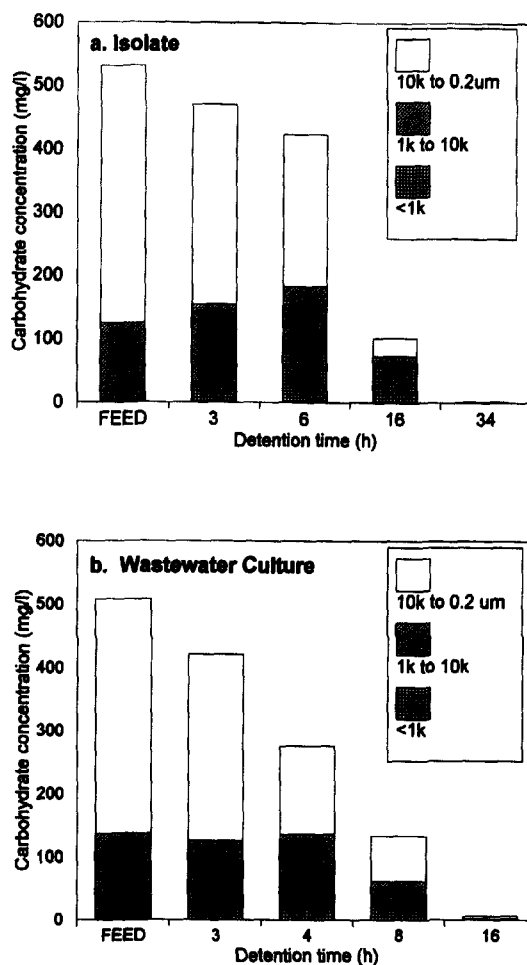 Carbohydrate concentration (mg/l)
600
500
400
300
200
100
0
a. Isolate
10k to 0.2um
1k to 10k
<1k
FEED 3 6 16 34
Detention time (h)
Carbohydrate concentration (mg/l)
600
500
400
300
200
100
0
b. Wastewater Culture
10k to 0.2 um
1k to 10k
<1k
FEED 3 4 8 16
Detention time (h)